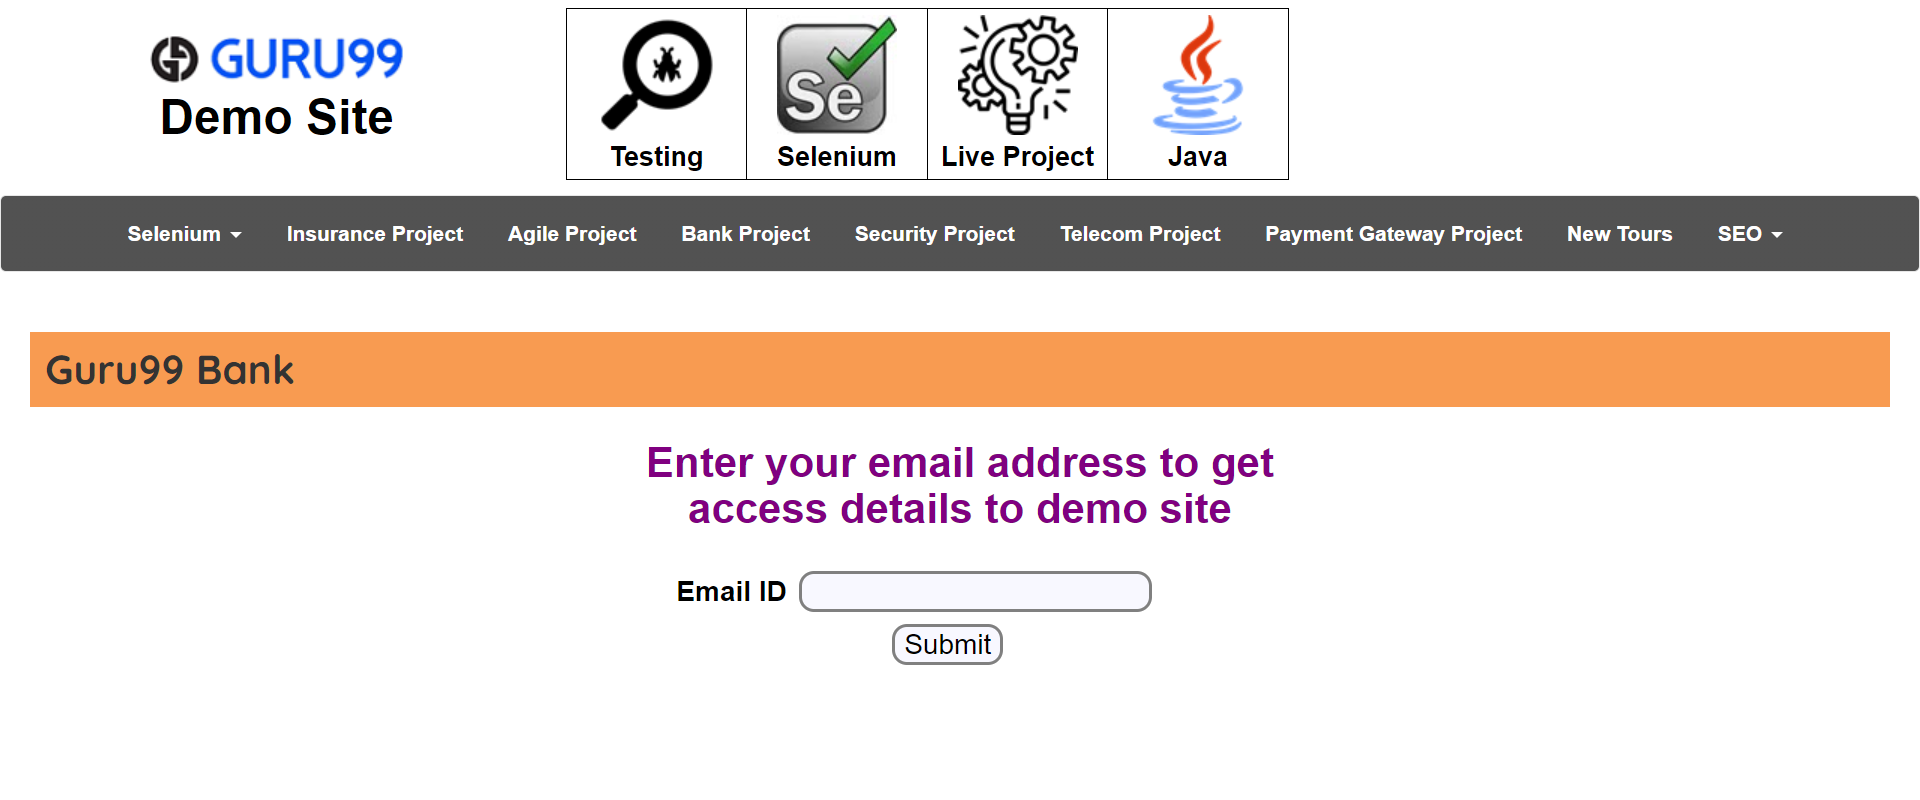 GURU99
Demo Site
Se
Testing
Selenium
Live Project
Java
Selenium
Insurance Project
Agile Project
Bank Project
Security Project
Telecom Project
Payment Gateway Project
New Tours
SEO
Guru99 Bank
Enter your email address to get
access details to demo site
Email ID
Submit